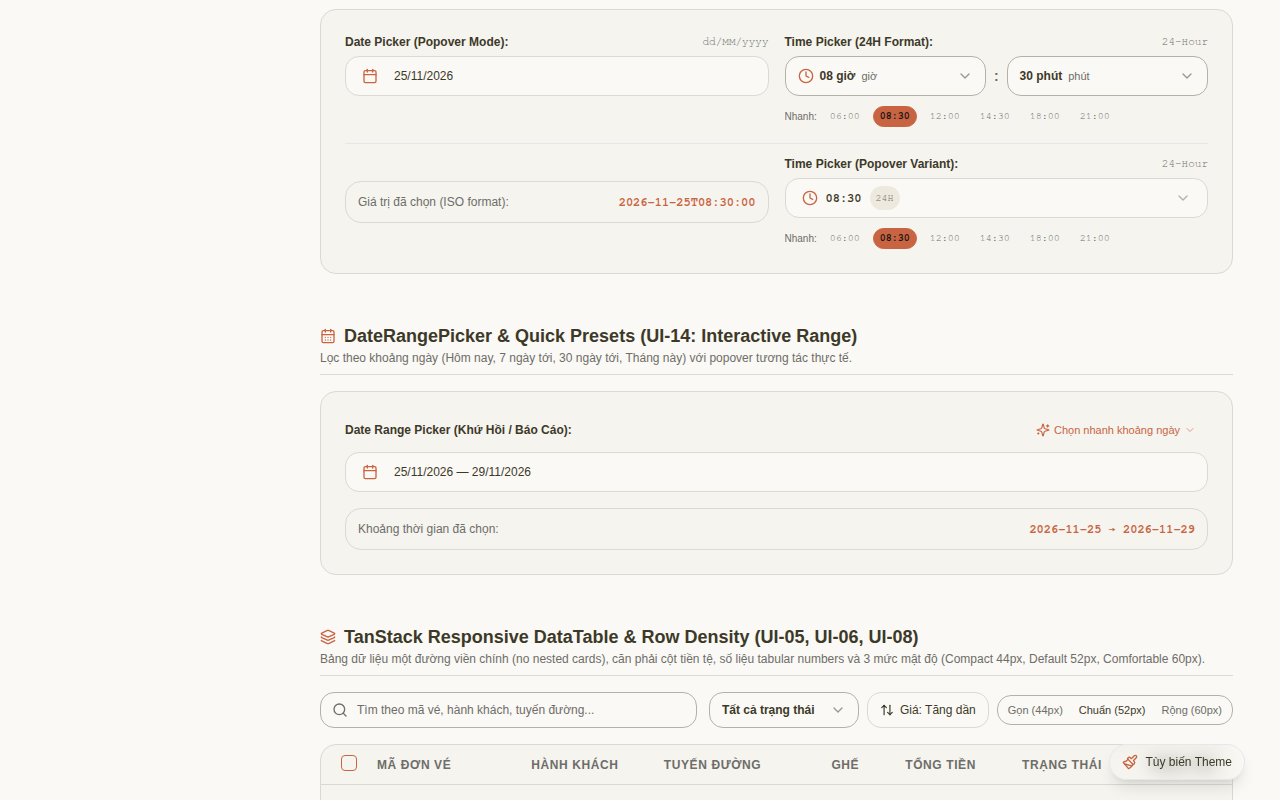 Date Picker (Popover Mode): dd/MM/yyyy
25/11/2026
Time Picker (24H Format): 24-Hour
08 giờ giờ : 30 phút phút
Nhanh: 06:00 08:30 12:00 14:30 18:00 21:00
Giá trị đã chọn (ISO format): 2026-11-25T08:30:00
Time Picker (Popover Variant): 24-Hour
08:30 24H
Nhanh: 06:00 08:30 12:00 14:30 18:00 21:00
DateRangePicker & Quick Presets (UI-14: Interactive Range)
Lọc theo khoảng ngày (Hôm nay, 7 ngày tới, 30 ngày tới, Tháng này) với popover tương tác thực tế.
Date Range Picker (Khứ Hồi / Báo Cáo): Chọn nhanh khoảng ngày
25/11/2026 — 29/11/2026
Khoảng thời gian đã chọn: 2026-11-25 → 2026-11-29
TanStack Responsive DataTable & Row Density (UI-05, UI-06, UI-08)
Bảng dữ liệu một đường viền chính (no nested cards), căn phải cột tiền tệ, số liệu tabular numbers và 3 mức mật độ (Compact 44px, Default 52px, Comfortable 60px).
Tìm theo mã vé, hành khách, tuyến đường... Tất cả trạng thái Giá: Tăng dần Gọn (44px) Chuẩn (52px) Rộng (60px)
MÃ ĐƠN VÉ HÀNH KHÁCH TUYẾN ĐƯỜNG GHẾ TỔNG TIỀN TRẠNG THÁI
Tùy biến Theme